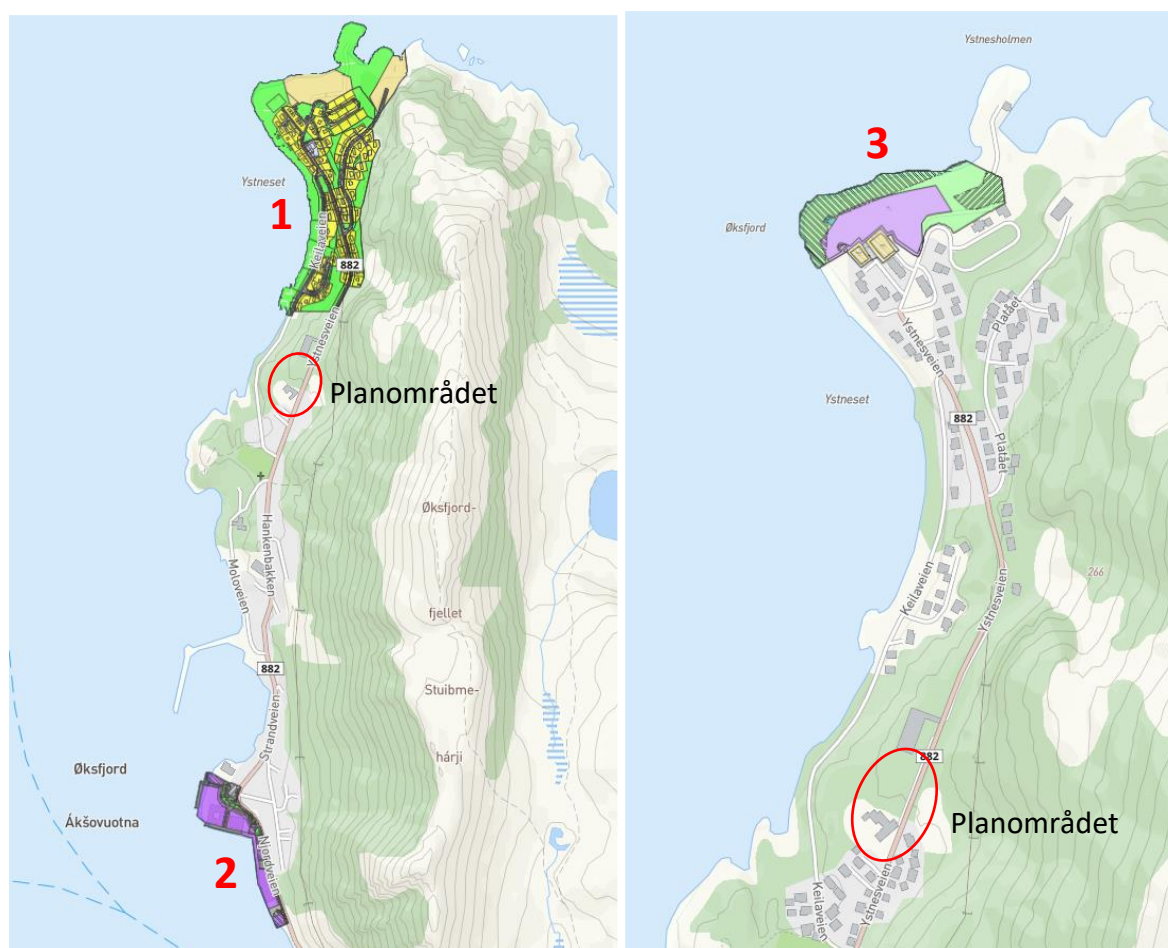 Ystneset
1
Keilaveien
882
Ystnesveien
Planområdet
Øksfjord-
Hankenbakken
Moloveien
fjellet
882
Stuibme-
Strandveien
hárji
Øksfjord
Ákšovuotna
Njordveien
2
Ystnesholmen
3
Øksfjord
Ystnesveien
Platået
Ystneset
882
Platået
266
Keilaveien
Ystnesveien
882
Planområdet
Keilaveien
Ystnesveien